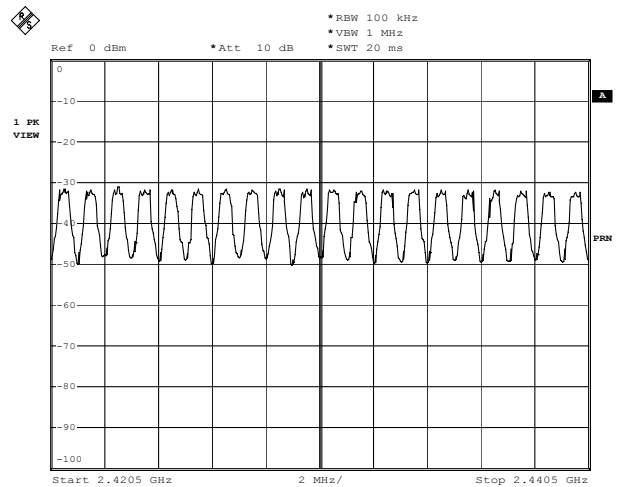 R S
*RBW 100 kHz
*VBW 1 MHz
Ref 0 dBm *Att 10 dB *SWT 20 ms
0
A
-10
1 PK
VIEW
-20
-30
-40
PRN
-50
-60
-70
-80
-90
-100
Start 2.4205 GHz 2 MHz/ Stop 2.4405 GHz